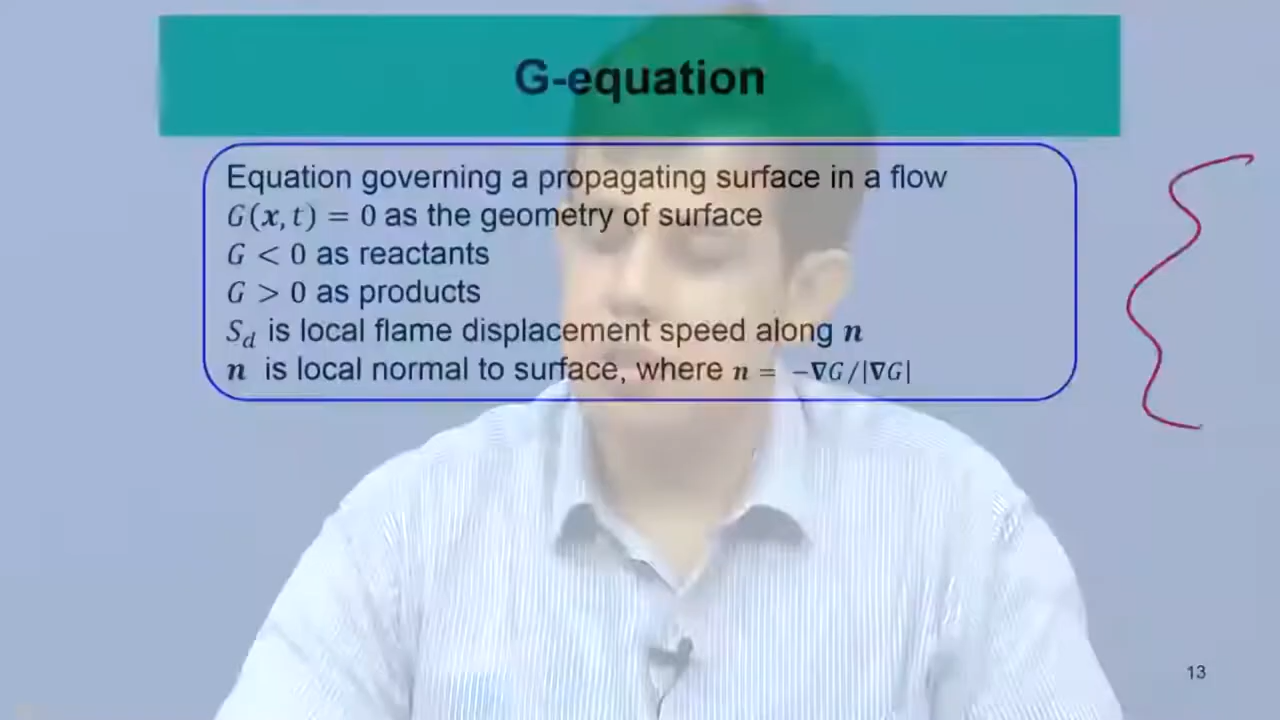 G-equation
Equation governing a propagating surface in a flow
G(x, t) = 0 as the geometry of surface
G < 0 as reactants
G > 0 as products
S_d is local flame displacement speed along n
n is local normal to surface, where n = −∇G/|∇G|
13